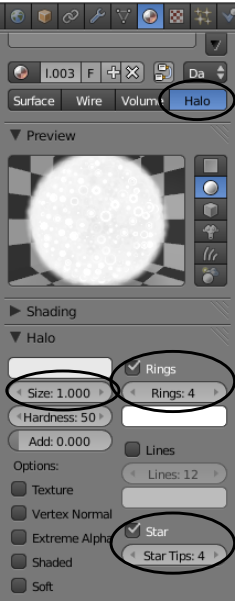 1.003 F Da
Surface Wire Volume Halo
Preview
Shading
Halo
Rings
Size: 1.000 Rings: 4
Hardness: 50
Add: 0.000 Lines
Options: Lines: 12
Texture
Vertex Normal
Extreme Alpha Star
Shaded Star Tips: 4
Soft